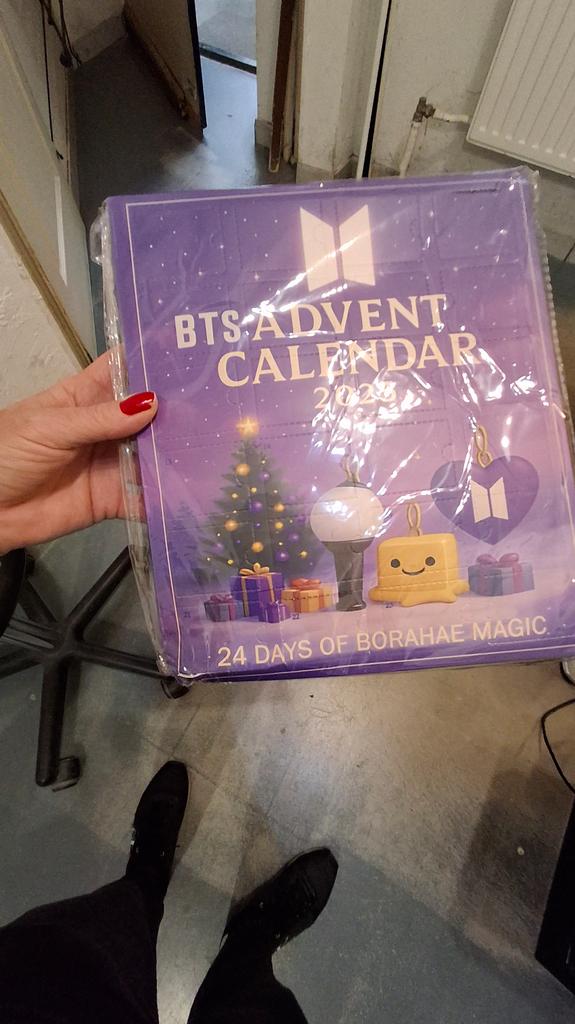 BTS ADVENT
CALENDAR
24 DAYS OF BORAHAE MAGIC